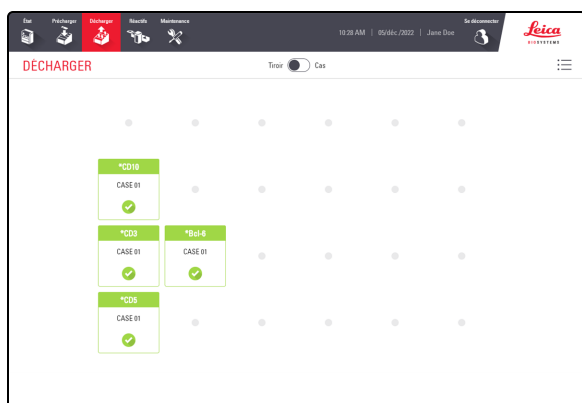 État Précharger Décharger Réactifs Maintenance Se déconnecter
10:28 AM | 05/déc./2022 | Jane Doe
Leica
BIOSYSTEMS
DÉCHARGER
Tiroir Cas
*CD10
CASE 01
*CD3 *Bcl-6
CASE 01 CASE 01
*CD5
CASE 01